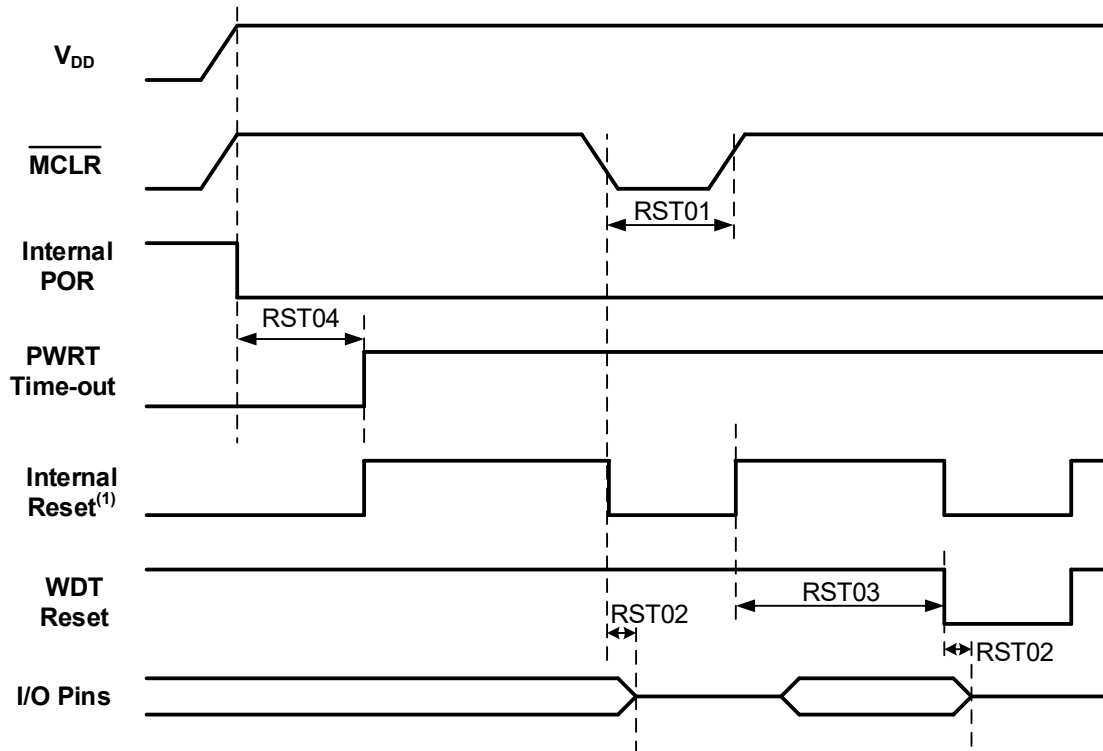 VDD
MCLR
RST01
Internal
POR
RST04
PWRT
Time-out
Internal
Reset(1)
WDT
Reset
RST03
RST02
RST02
I/O Pins